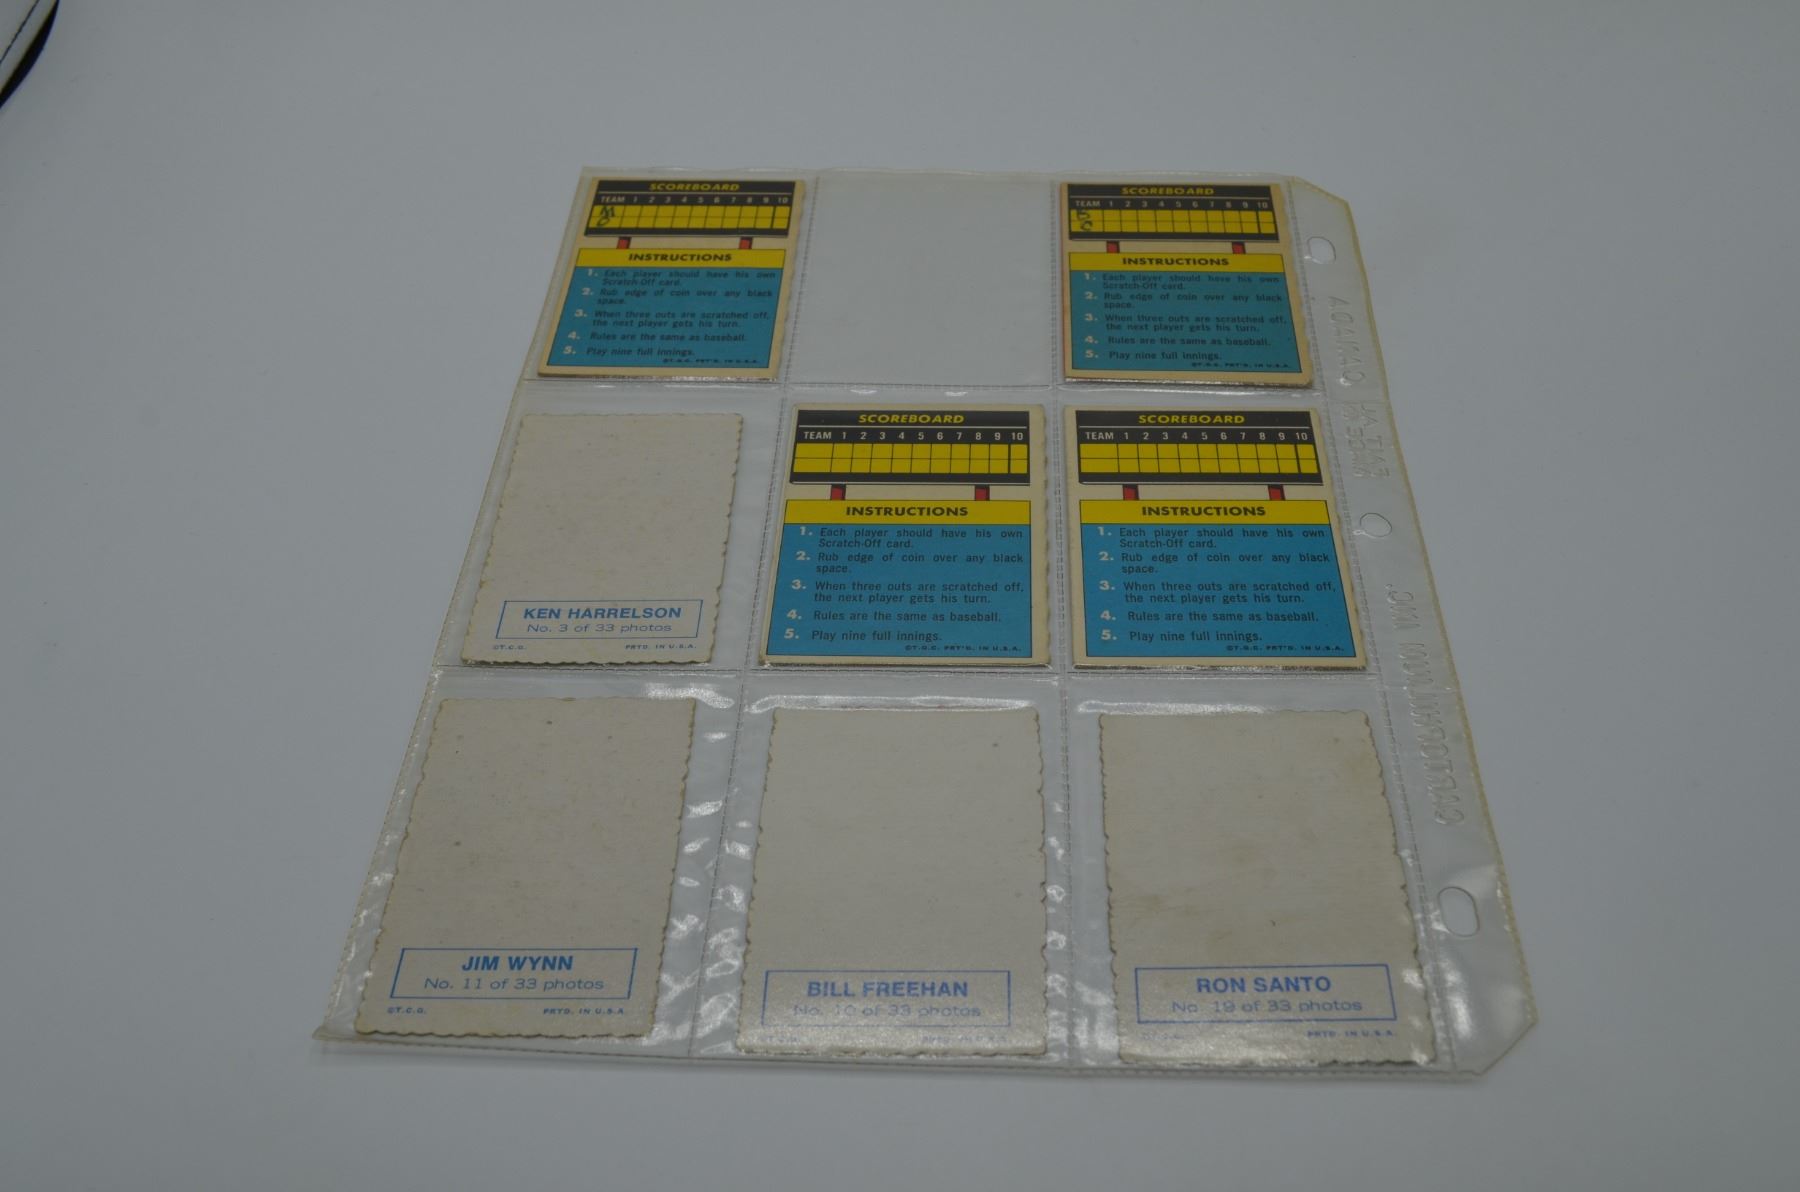 SCOREBOARD
TEAM 1 2 3 4 5 6 7 8 9 10
M
O
INSTRUCTIONS
1. Each player should have his own
Scratch-Off card.
2. Rub edge of coin over any black
space.
3. When three outs are scratched off,
the next player gets his turn.
4. Rules are the same as baseball.
5. Play nine full innings.
©T.C.G. PRT'D. IN U.S.A.
SCOREBOARD
TEAM 1 2 3 4 5 6 7 8 9 10
B
C
INSTRUCTIONS
1. Each player should have his own
Scratch-Off card.
2. Rub edge of coin over any black
space.
3. When three outs are scratched off,
the next player gets his turn.
4. Rules are the same as baseball.
5. Play nine full innings.
©T.C.G. PRT'D. IN U.S.A.
KEN HARRELSON
No. 3 of 33 photos
©T.C.G. PRTD. IN U.S.A.
SCOREBOARD
TEAM 1 2 3 4 5 6 7 8 9 10
INSTRUCTIONS
1. Each player should have his own
Scratch-Off card.
2. Rub edge of coin over any black
space.
3. When three outs are scratched off,
the next player gets his turn.
4. Rules are the same as baseball.
5. Play nine full innings.
©T.C.G. PRT'D. IN U.S.A.
SCOREBOARD
TEAM 1 2 3 4 5 6 7 8 9 10
INSTRUCTIONS
1. Each player should have his own
Scratch-Off card.
2. Rub edge of coin over any black
space.
3. When three outs are scratched off,
the next player gets his turn.
4. Rules are the same as baseball.
5. Play nine full innings.
©T.C.G. PRT'D. IN U.S.A.
JIM WYNN
No. 11 of 33 photos
©T.C.G. PRTD. IN U.S.A.
BILL FREEHAN
No. 10 of 33 photos
RON SANTO
No. 19 of 33 photos
PRTD. IN U.S.A.